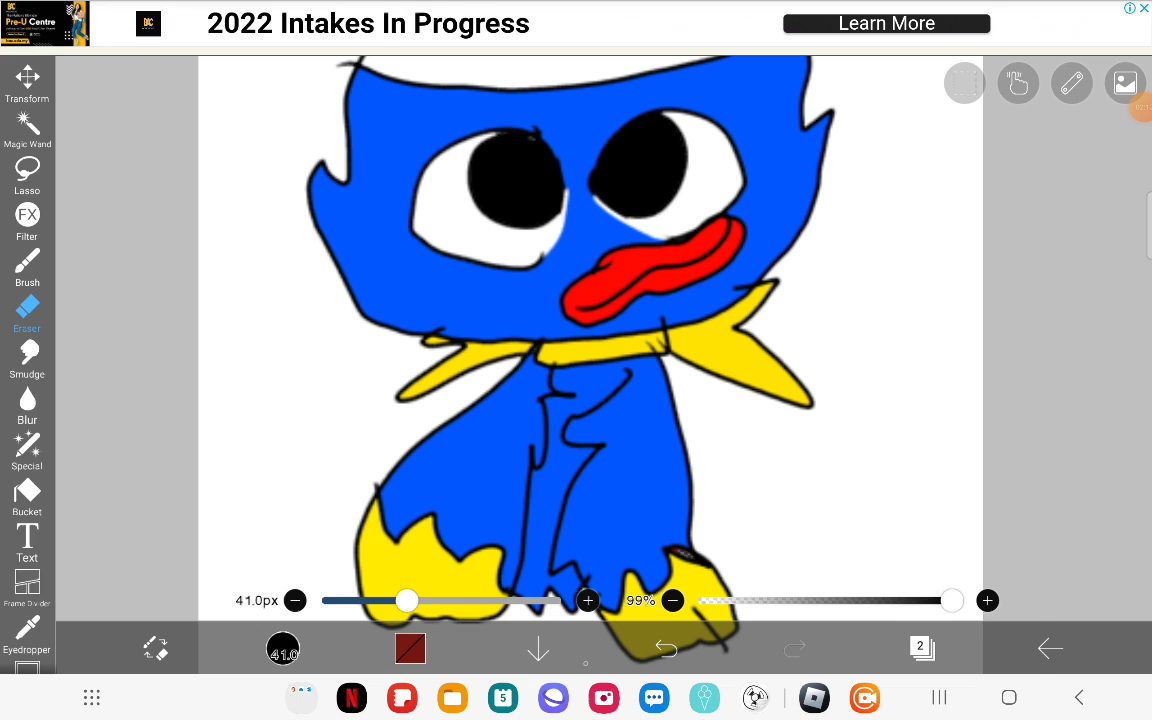 Pre-U Centre
2022 Intakes In Progress
Learn More
Transform
Magic Wand
Lasso
FX
Filter
Brush
Eraser
Smudge
Blur
Special
Bucket
T
Text
Frame Divider
Eyedropper
41.0px
99%
41.0
2
N
5